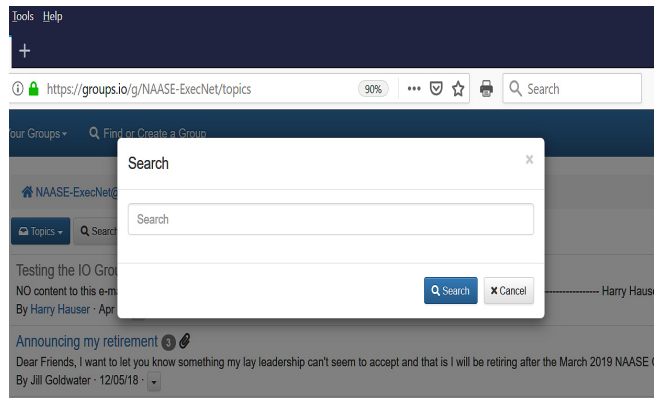 Tools Help
+
https://groups.io/g/NAASE-ExecNet/topics 90% ••• Search
our Groups Find or Create a Group
Search x
NAASE-ExecNet@
Search
Topics Search
Testing the IO Grou
Search Cancel
NO content to this e-m ---------------- Harry Hause
By Harry Hauser · Apr
Announcing my retirement 3
Dear Friends, I want to let you know something my lay leadership can't seem to accept and that is I will be retiring after the March 2019 NAASE
By Jill Goldwater · 12/05/18 ·